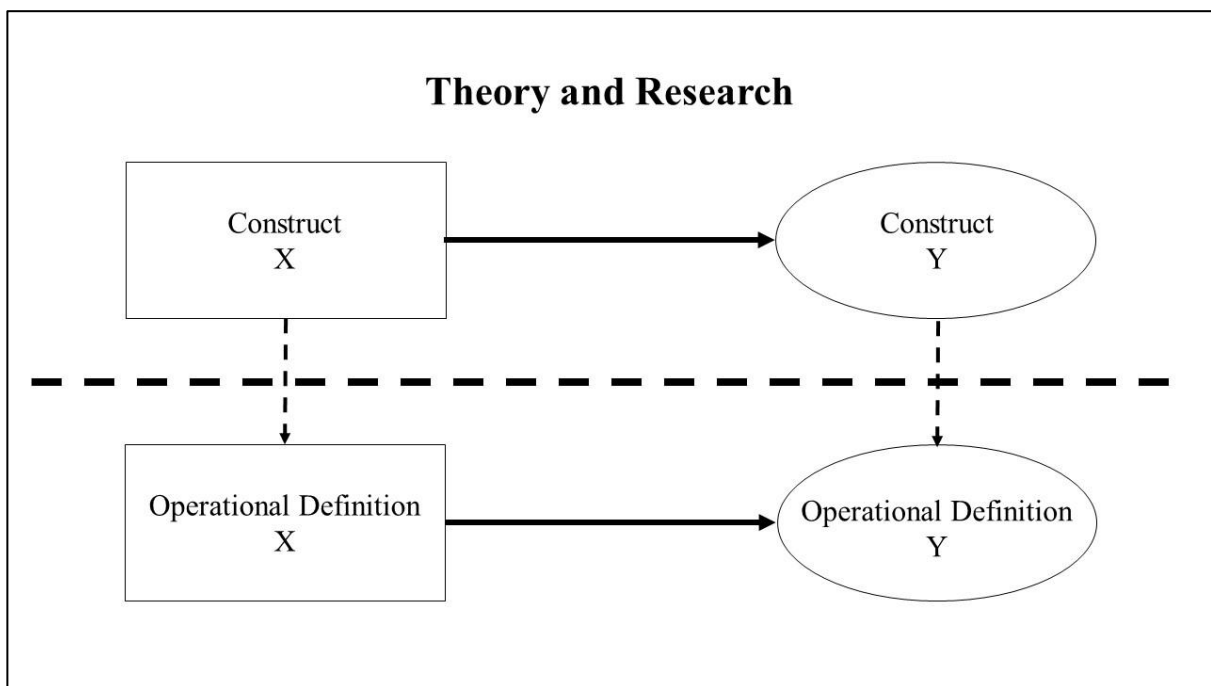 Theory and Research
Construct
X
Construct
Y
Operational Definition
X
Operational Definition
Y